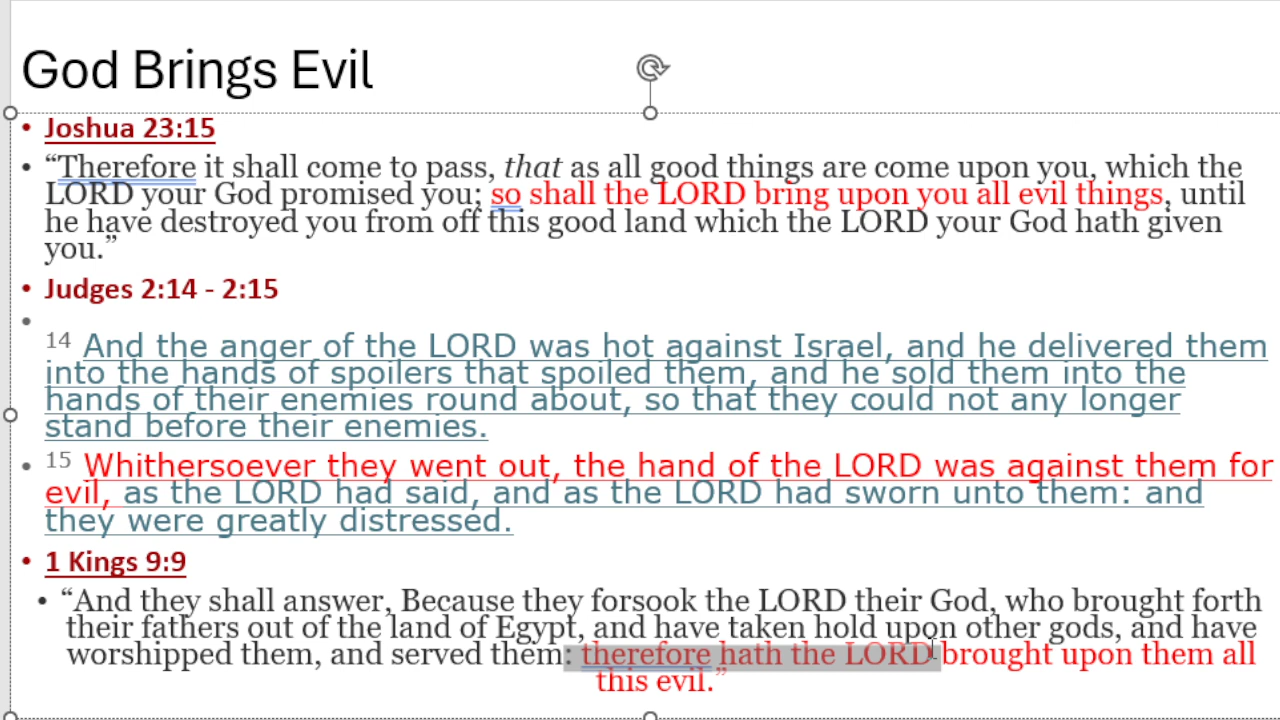 God Brings Evil
• Joshua 23:15
• “Therefore it shall come to pass, that as all good things are come upon you, which the
LORD your God promised you; so shall the LORD bring upon you all evil things, until
he have destroyed you from off this good land which the LORD your God hath given
you.”
• Judges 2:14 - 2:15
•
14 And the anger of the LORD was hot against Israel, and he delivered them
into the hands of spoilers that spoiled them, and he sold them into the
hands of their enemies round about, so that they could not any longer
stand before their enemies.
• 15 Whithersoever they went out, the hand of the LORD was against them for
evil, as the LORD had said, and as the LORD had sworn unto them: and
they were greatly distressed.
• 1 Kings 9:9
• “And they shall answer, Because they forsook the LORD their God, who brought forth
their fathers out of the land of Egypt, and have taken hold upon other gods, and have
worshipped them, and served them: therefore hath the LORD brought upon them all
this evil.”